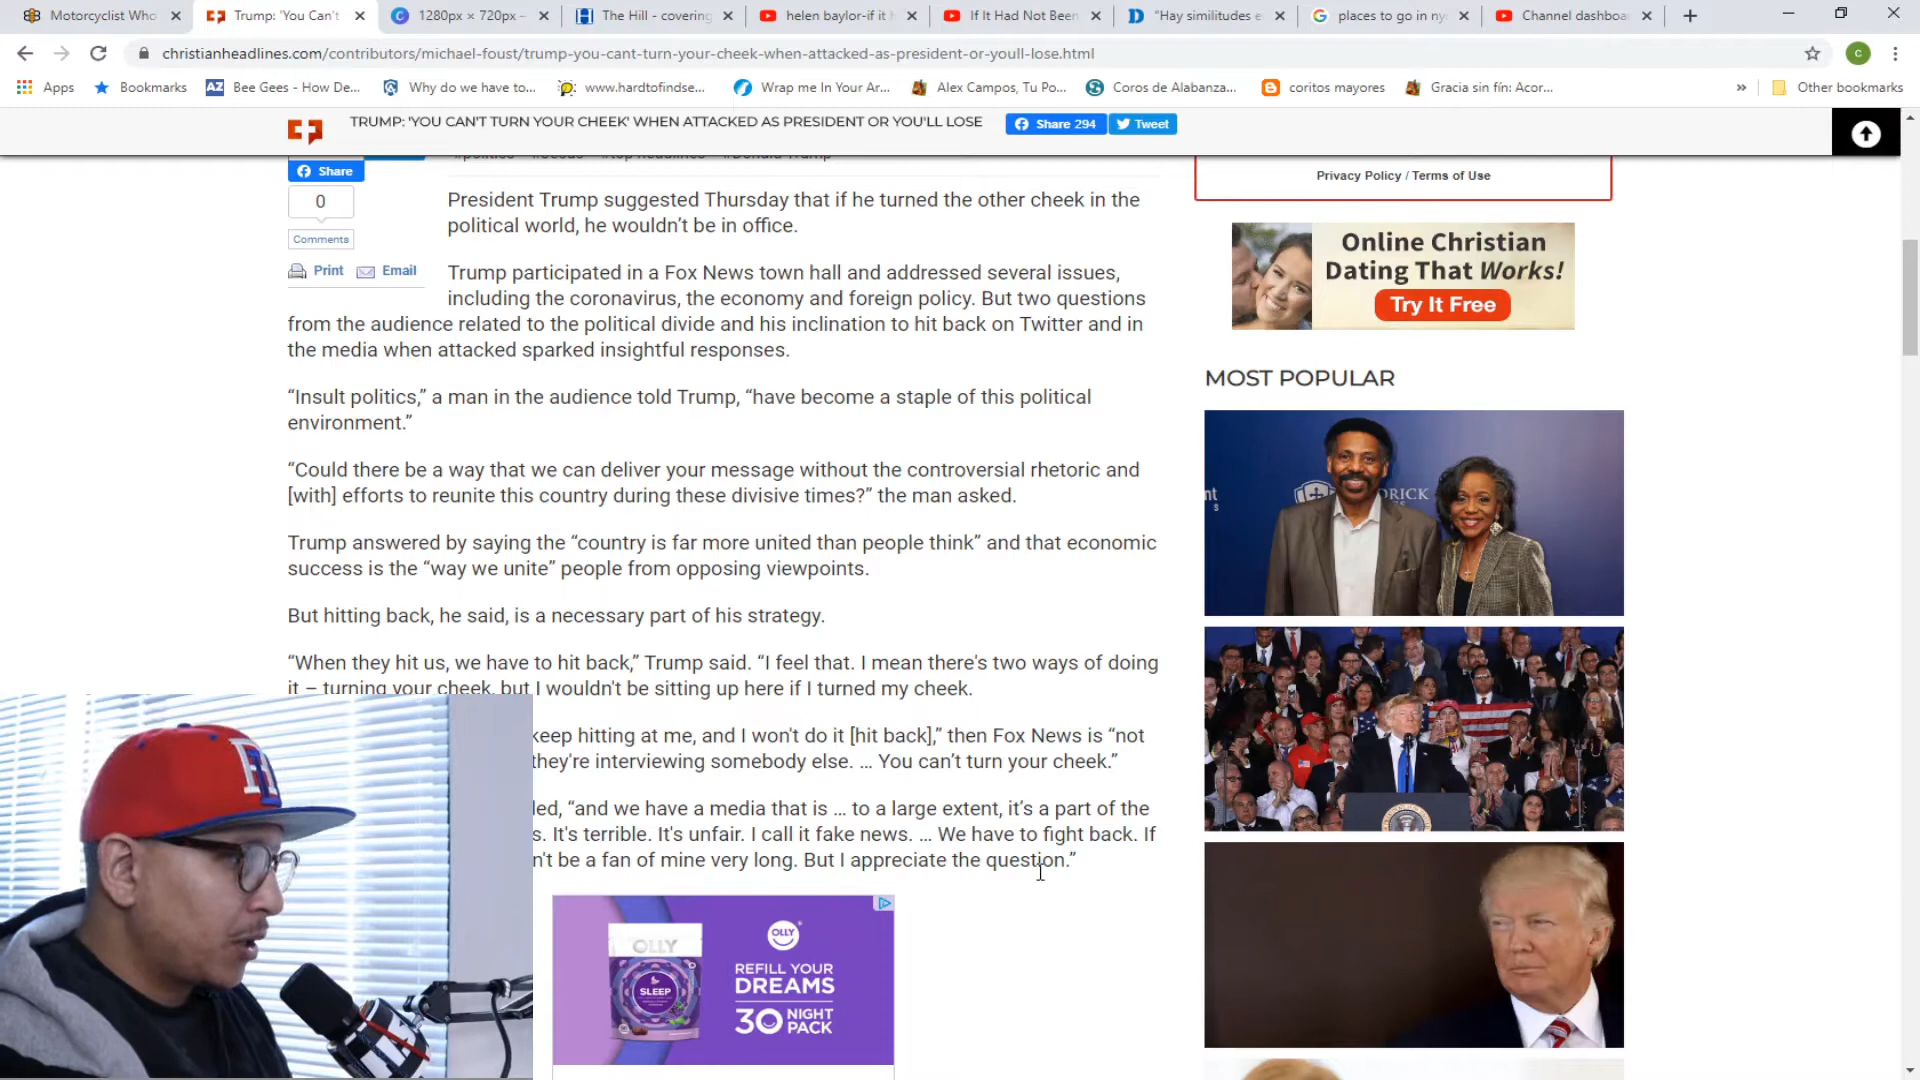 Motorcyclist Who
Trump: 'You Can't
1280px × 720px –
The Hill - covering
helen baylor-if it h
If It Had Not Been
"Hay similitudes e
places to go in ny
Channel dashboa
christianheadlines.com/contributors/michael-foust/trump-you-cant-turn-your-cheek-when-attacked-as-president-or-youll-lose.html
C
Apps
Bookmarks
AZ Bee Gees - How De...
Why do we have to...
www.hardtofindse...
Wrap me In Your Ar...
Alex Campos, Tu Po...
Coros de Alabanza...
coritos mayores
Gracia sin fín: Acor...
»
Other bookmarks
TRUMP: 'YOU CAN'T TURN YOUR CHEEK' WHEN ATTACKED AS PRESIDENT OR YOU'LL LOSE
Share 294
Tweet
Share
0
Comments
Print
Email
President Trump suggested Thursday that if he turned the other cheek in the
political world, he wouldn't be in office.
Trump participated in a Fox News town hall and addressed several issues,
including the coronavirus, the economy and foreign policy. But two questions
from the audience related to the political divide and his inclination to hit back on Twitter and in
the media when attacked sparked insightful responses.
“Insult politics,” a man in the audience told Trump, “have become a staple of this political
environment.”
“Could there be a way that we can deliver your message without the controversial rhetoric and
[with] efforts to reunite this country during these divisive times?” the man asked.
Trump answered by saying the “country is far more united than people think” and that economic
success is the “way we unite” people from opposing viewpoints.
But hitting back, he said, is a necessary part of his strategy.
“When they hit us, we have to hit back,” Trump said. “I feel that. I mean there's two ways of doing
it – turning your cheek, but I wouldn't be sitting up here if I turned my cheek.
keep hitting at me, and I won't do it [hit back],” then Fox News is “not
they're interviewing somebody else. ... You can't turn your cheek.”
led, “and we have a media that is ... to a large extent, it's a part of the
s. It's terrible. It's unfair. I call it fake news. ... We have to fight back. If
n't be a fan of mine very long. But I appreciate the question.”
OLLY
SLEEP
OLLY
REFILL YOUR
DREAMS
30 NIGHT
PACK
Privacy Policy / Terms of Use
Online Christian
Dating That Works!
Try It Free
MOST POPULAR